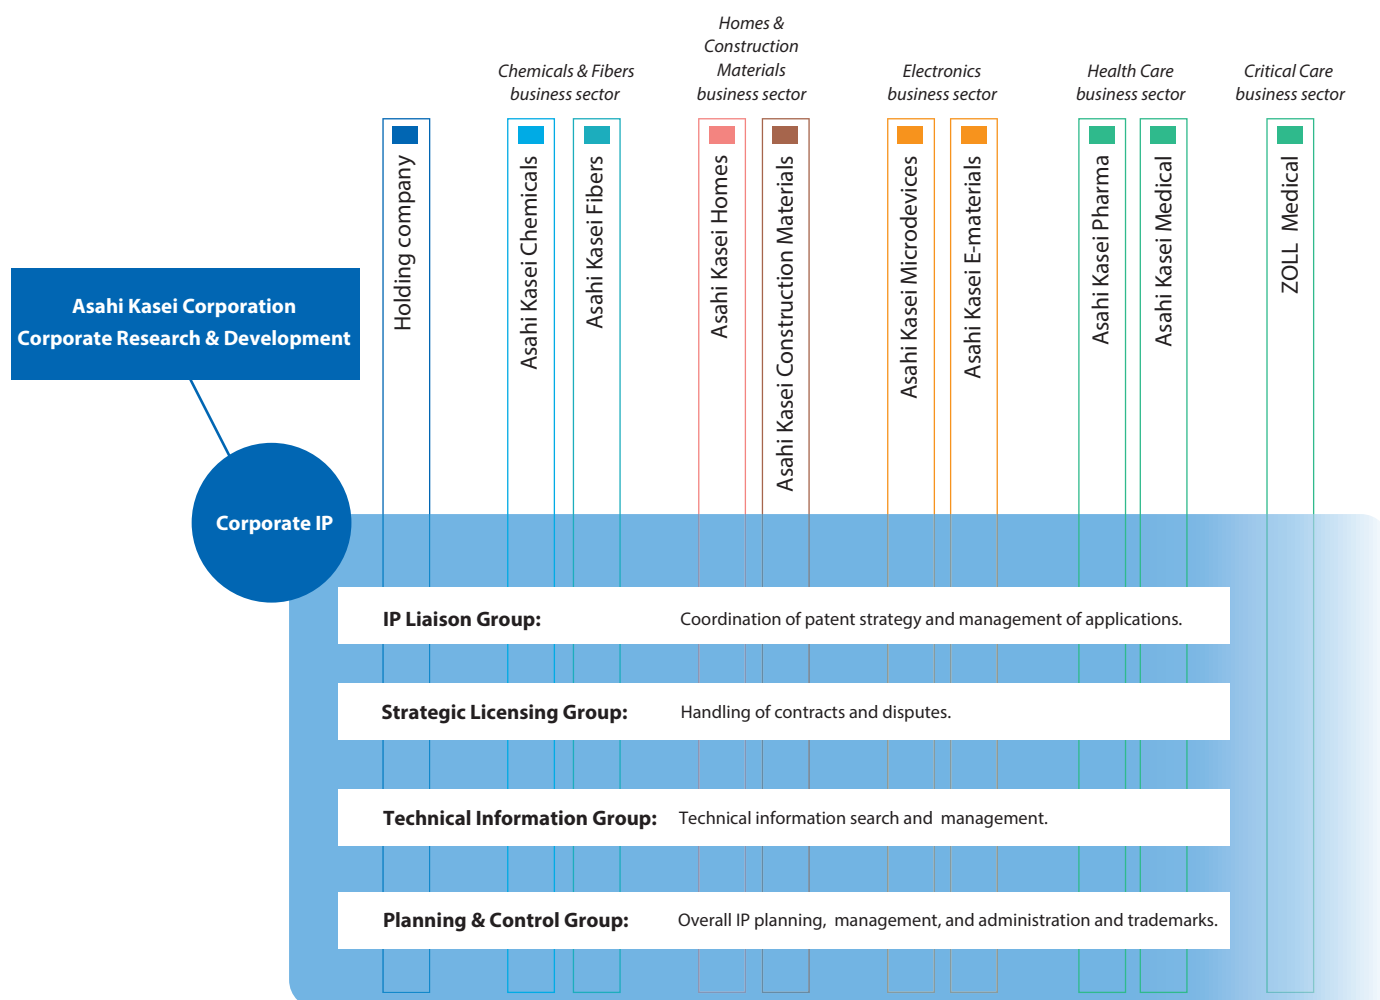 Homes &
Construction
Materials
business sector
Chemicals & Fibers
business sector
Electronics
business sector
Health Care
business sector
Critical Care
business sector
Holding company
Asahi Kasei Chemicals
Asahi Kasei Fibers
Asahi Kasei Homes
Asahi Kasei Construction Materials
Asahi Kasei Microdevices
Asahi Kasei E-materials
Asahi Kasei Pharma
Asahi Kasei Medical
ZOLL Medical
Asahi Kasei Corporation
Corporate Research & Development
Corporate IP
IP Liaison Group: Coordination of patent strategy and management of applications.
Strategic Licensing Group: Handling of contracts and disputes.
Technical Information Group: Technical information search and management.
Planning & Control Group: Overall IP planning, management, and administration and trademarks.